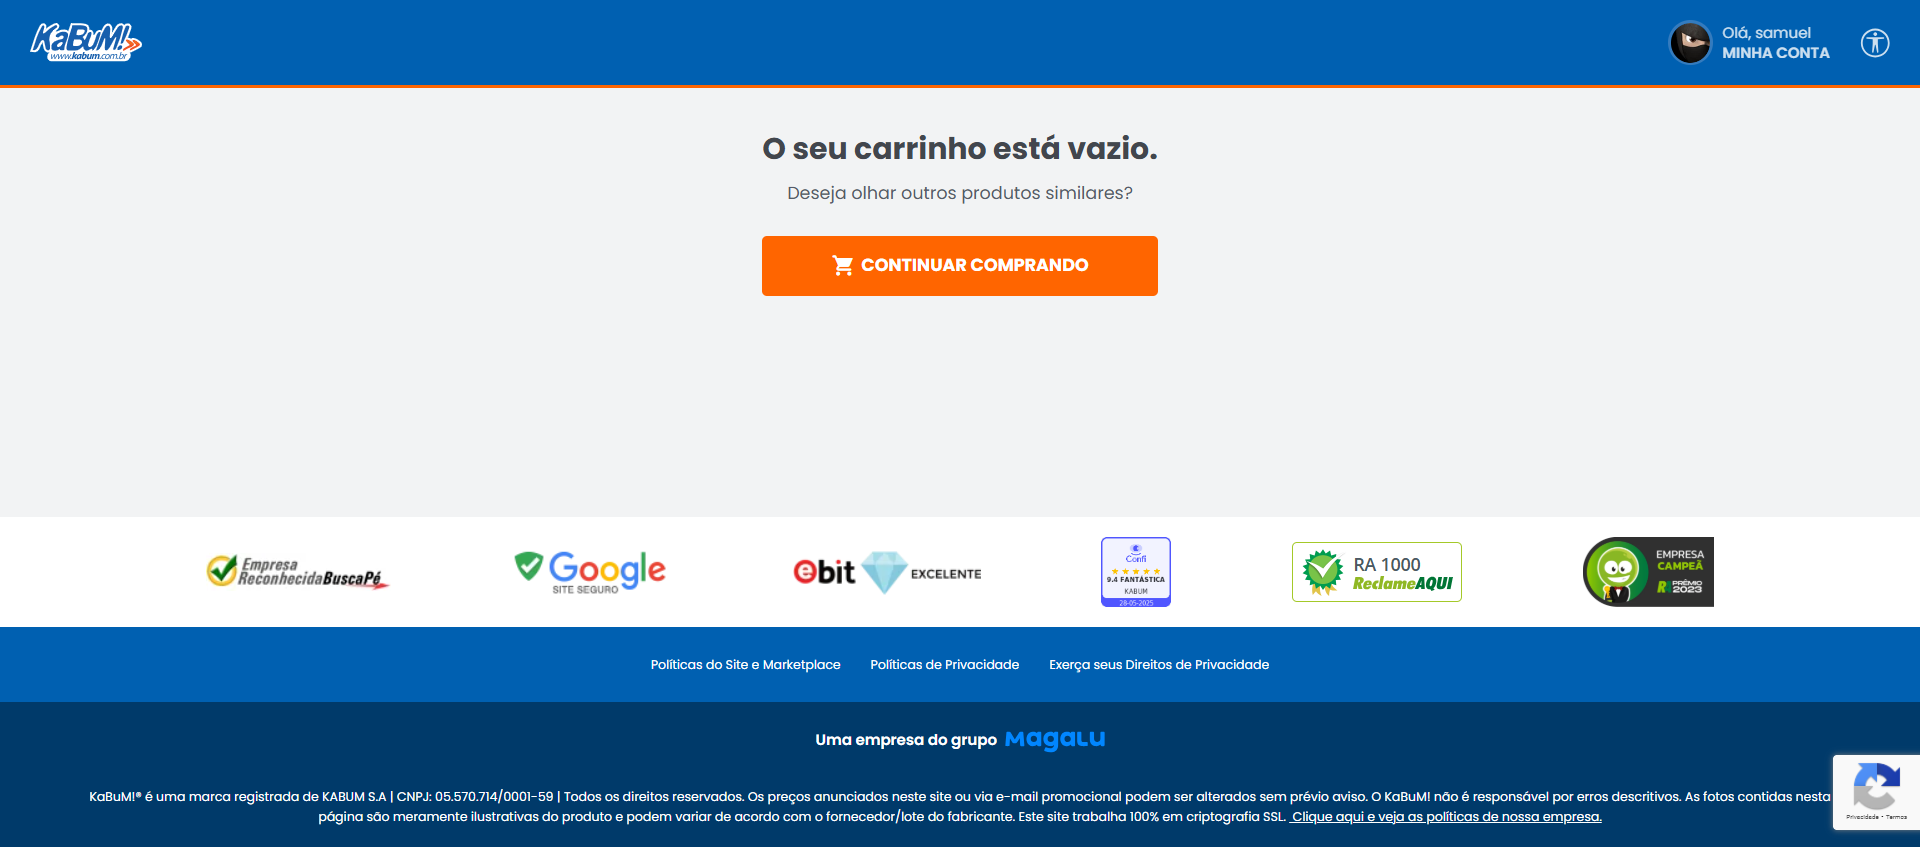 KaBuM!
www.kabum.com.br
Olá, samuel
MINHA CONTA
O seu carrinho está vazio.
Deseja olhar outros produtos similares?
CONTINUAR COMPRANDO
Empresa
ReconhecidaBuscaPé
Google
SITE SEGURO
ebit EXCELENTE
Confi
9.4 FANTÁSTICA
KABUM
28-05-2025
RA 1000
ReclameAQUI
EMPRESA
CAMPEÃ
RA PRÊMIO
2023
Políticas do Site e Marketplace Políticas de Privacidade Exerça seus Direitos de Privacidade
Uma empresa do grupo Magalu
KaBuM!® é uma marca registrada de KABUM S.A | CNPJ: 05.570.714/0001-59 | Todos os direitos reservados. Os preços anunciados neste site ou via e-mail promocional podem ser alterados sem prévio aviso. O KaBuM! não é responsável por erros descritivos. As fotos contidas nesta
página são meramente ilustrativas do produto e podem variar de acordo com o fornecedor/lote do fabricante. Este site trabalha 100% em criptografia SSL. Clique aqui e veja as políticas de nossa empresa.
Privacidade - Termos